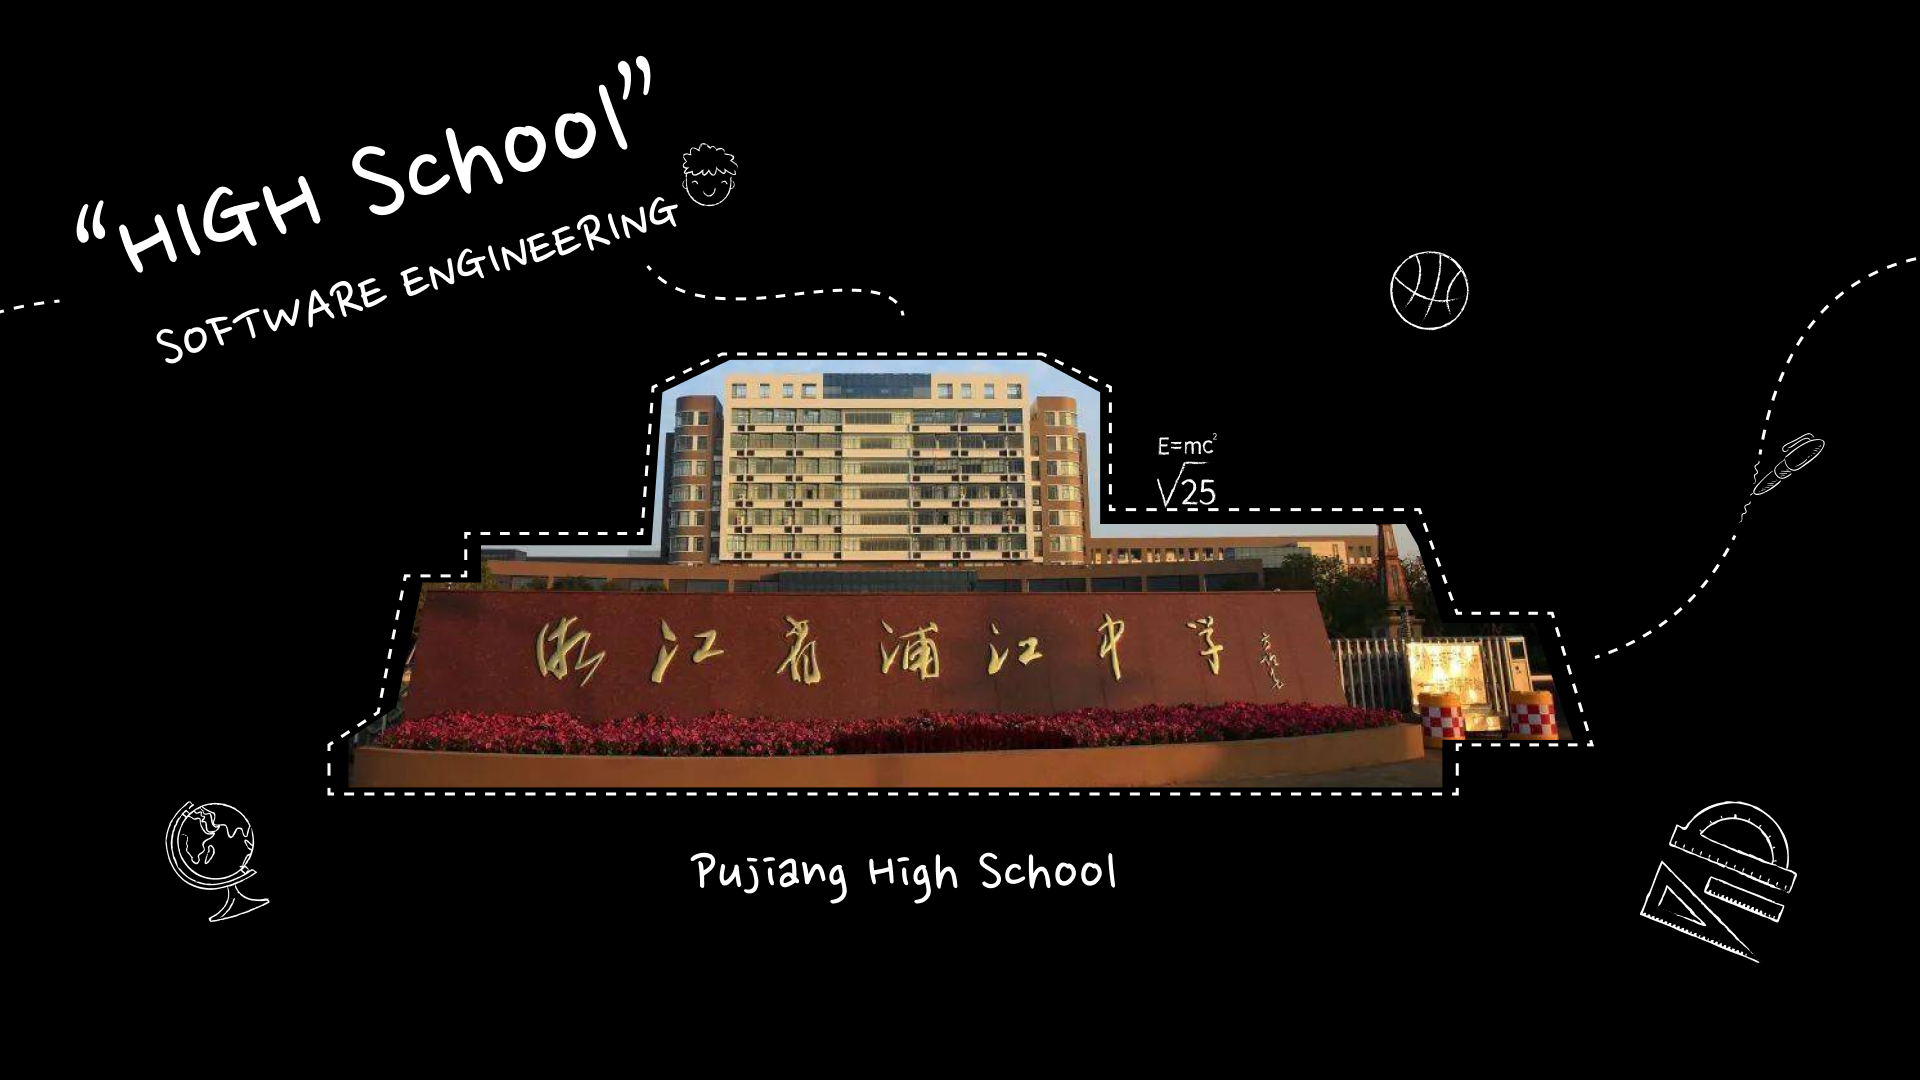 “HIGH School”
SOFTWARE ENGINEERING
E=mc²
√25
浙江省浦江中学
Pujiang High School